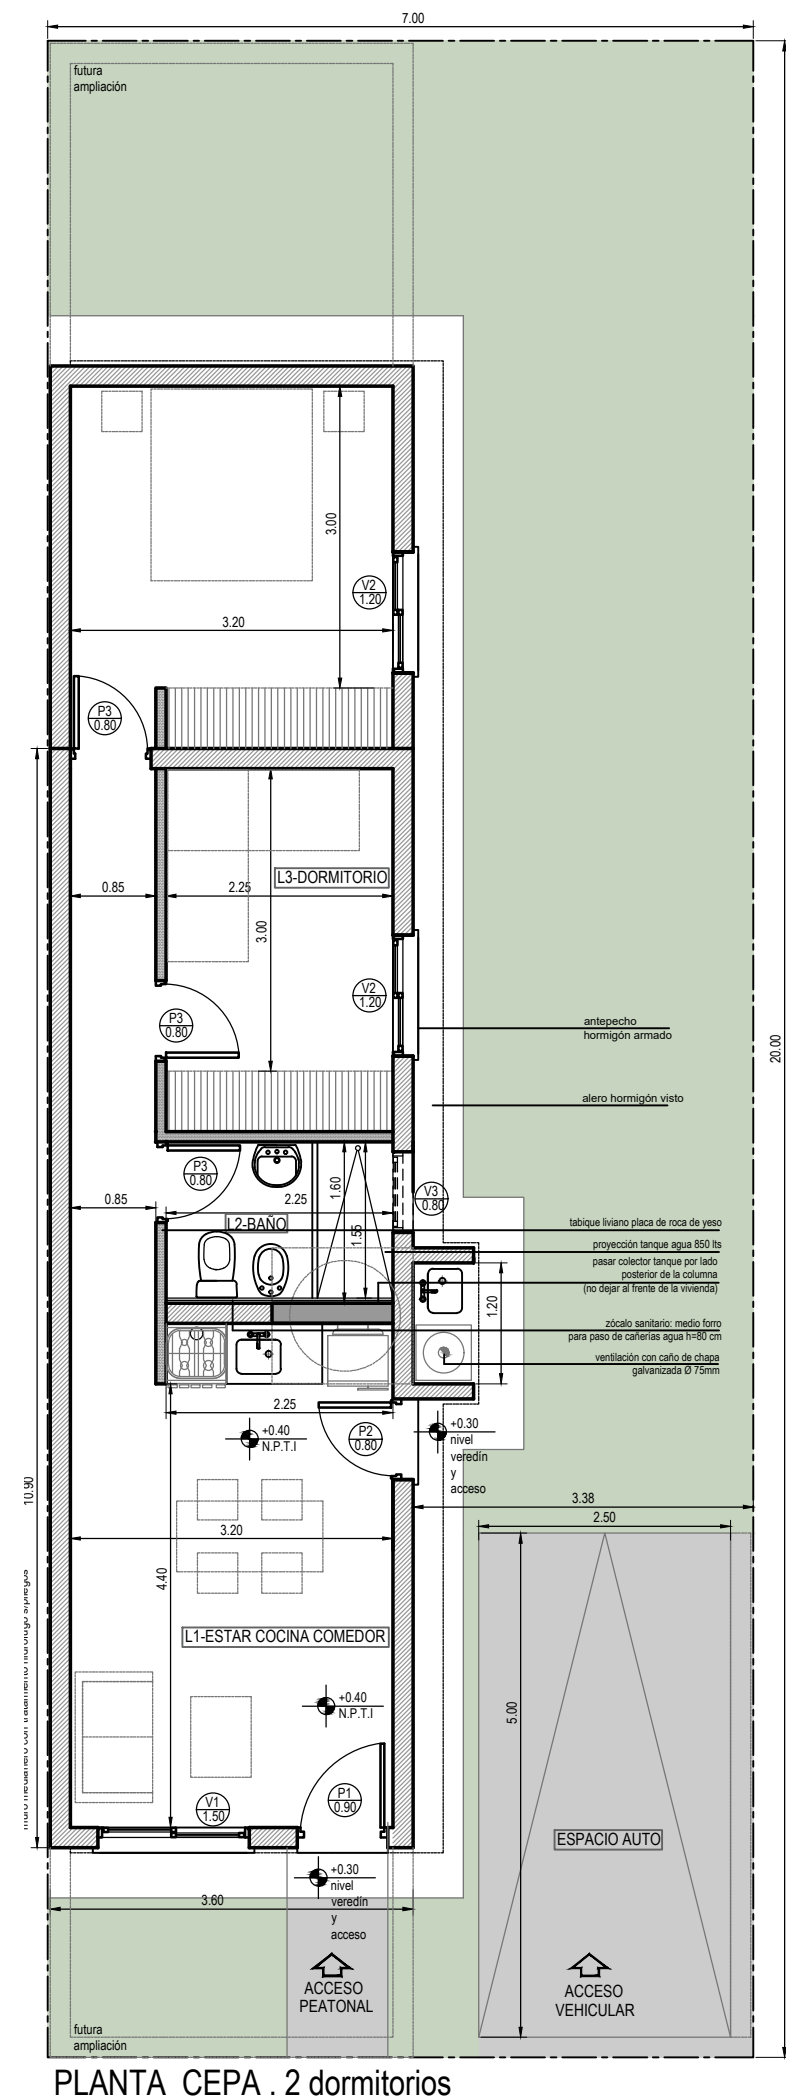 7.00
futura
ampliación
3.00
V2
1.20
3.20
P3
0.80
L3-DORMITORIO
0.85
2.25
3.00
V2
1.20
P3
0.80
antepecho
hormigón armado
20.00
alero hormigón visto
P3
0.80
1.60
2.25
V3
0.80
0.85
L2-BAÑO
1.55
tabique liviano placa de roca de yeso
proyección tanque agua 850 lts
pasar colector tanque por lado
posterior de la columna
(no dejar al frente de la vivienda)
1.20
zócalo sanitario: medio forro
para paso de cañerías agua h=80 cm
ventilación con caño de chapa
galvanizada Ø 75mm
2.25
+0.40
N.P.T.I
P2
0.80
+0.30
nivel
veredín
y
acceso
10.90
3.38
2.50
3.20
4.40
L1-ESTAR COCINA COMEDOR
+0.40
N.P.T.I
5.00
V1
1.50
P1
0.90
ESPACIO AUTO
+0.30
nivel
veredín
y
acceso
3.60
ACCESO
PEATONAL
ACCESO
VEHICULAR
futura
ampliación
PLANTA CEPA . 2 dormitorios